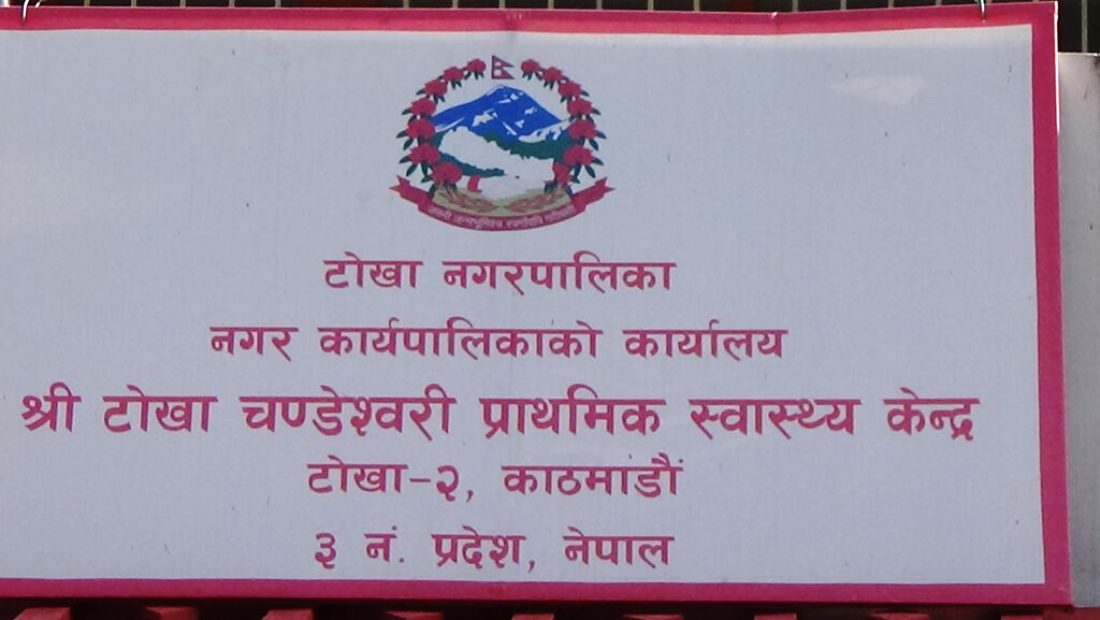 टोखा नगरपालिका
नगर कार्यपालिकाको कार्यालय
श्री टोखा चण्डेश्वरी प्राथमिक स्वास्थ्य केन्द्र
टोखा-२, काठमांडौं
३ नं. प्रदेश, नेपाल